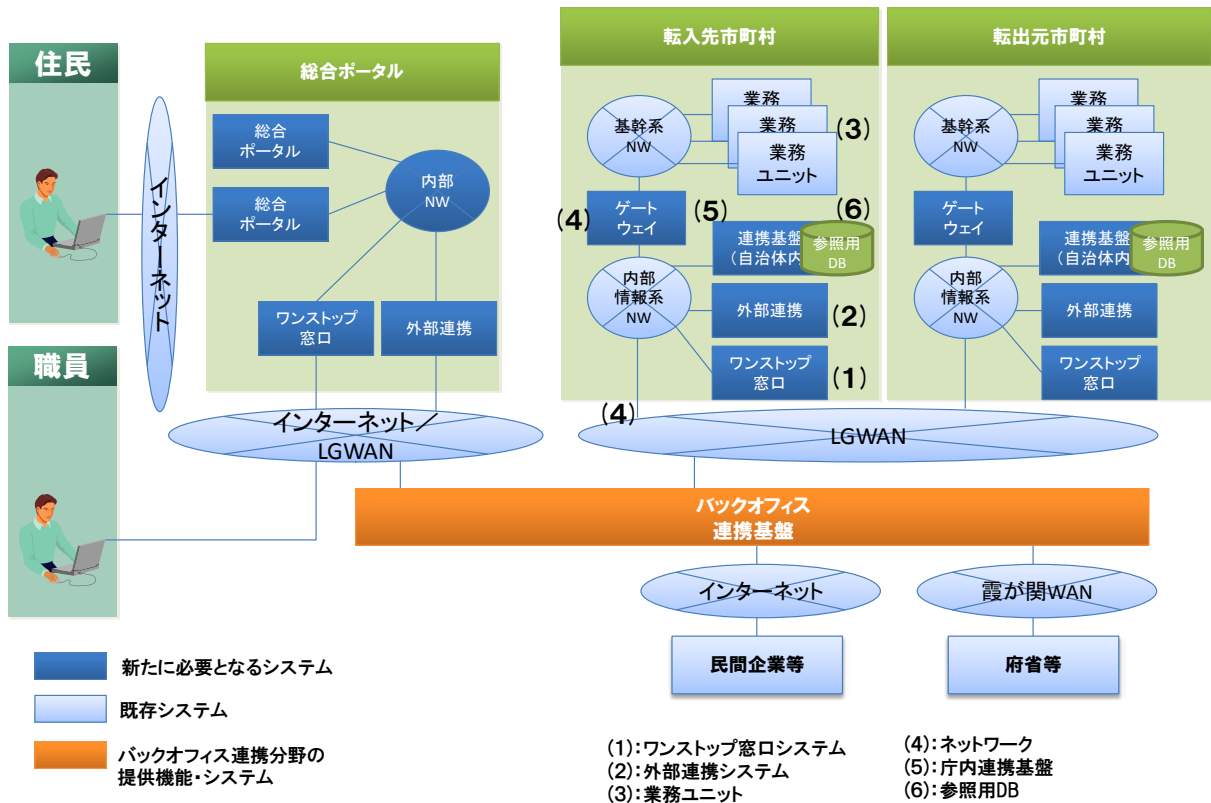 住民
インターネット
職員
総合ポータル
総合
ポータル
総合
ポータル
内部
NW
ワンストップ
窓口
外部連携
インターネット／
LGWAN
転入先市町村
基幹系
NW
業務
業務
業務
ユニット
(3)
(4)
ゲート
ウェイ
(5)
(6)
連携基盤
(自治体内
参照用
DB
内部
情報系
NW
外部連携
(2)
ワンストップ
窓口
(1)
(4)
転出元市町村
基幹系
NW
業務
業務
業務
ユニット
ゲート
ウェイ
連携基盤
(自治体内
参照用
DB
内部
情報系
NW
外部連携
ワンストップ
窓口
LGWAN
バックオフィス
連携基盤
インターネット
霞が関WAN
民間企業等
府省等
新たに必要となるシステム
既存システム
バックオフィス連携分野の
提供機能・システム
(1):ワンストップ窓口システム
(2):外部連携システム
(3):業務ユニット
(4):ネットワーク
(5):庁内連携基盤
(6):参照用DB